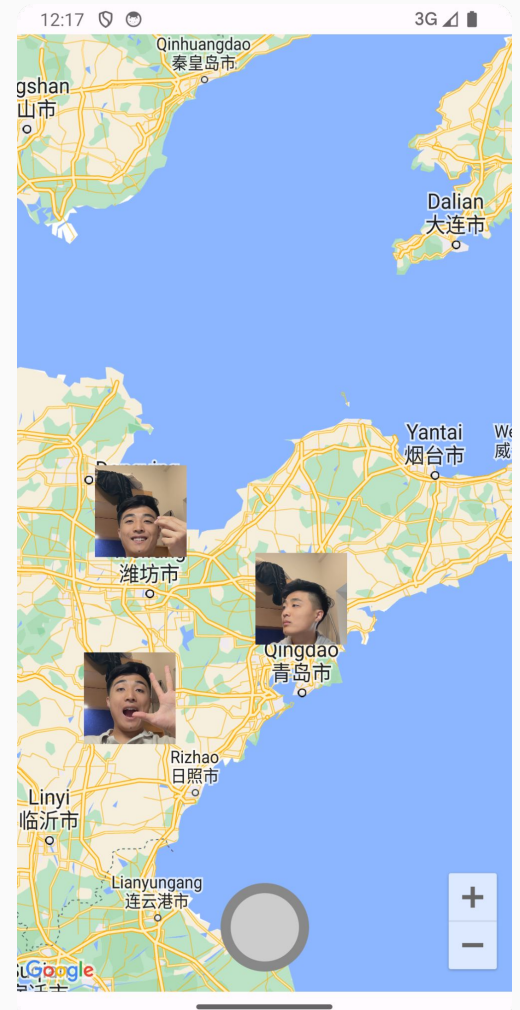 12:17
3G
Qinhuangdao
秦皇岛市
gshan
山市
Dalian
大连市
Yantai
烟台市
We
威
潍坊市
Qingdao
青岛市
Rizhao
日照市
Linyi
临沂市
Lianyungang
连云港市
+
−
Google